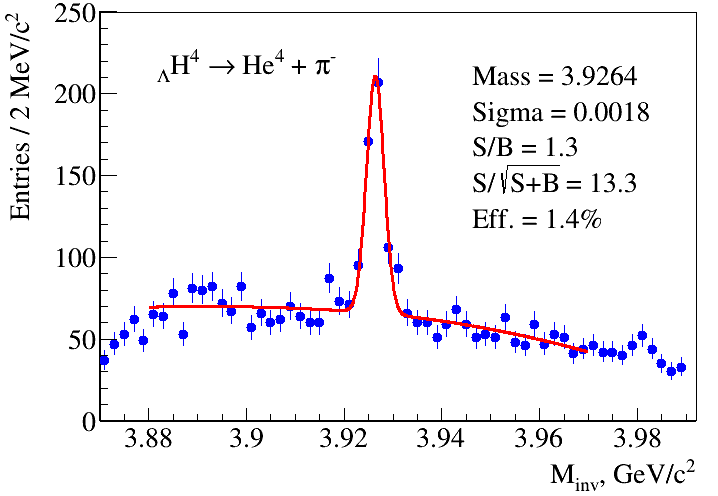 Entries / 2 MeV/c²
250
200
150
100
50
0
ΛH⁴ → He⁴ + π⁻
Mass = 3.9264
Sigma = 0.0018
S/B = 1.3
S/√S+B = 13.3
Eff. = 1.4%
3.88 3.9 3.92 3.94 3.96 3.98
M_inv, GeV/c²